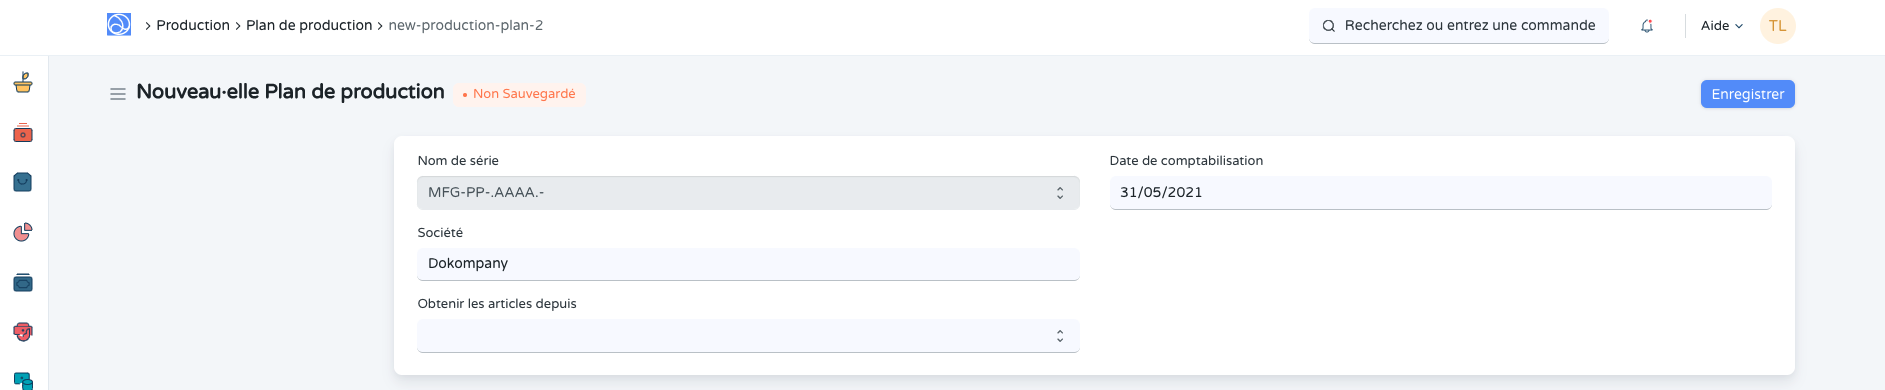 Production > Plan de production > new-production-plan-2
Recherchez ou entrez une commande
Aide
TL
Nouveau·elle Plan de production
• Non Sauvegardé
Enregistrer
Nom de série
MFG-PP-.AAAA.-
Date de comptabilisation
31/05/2021
Société
Dokompany
Obtenir les articles depuis